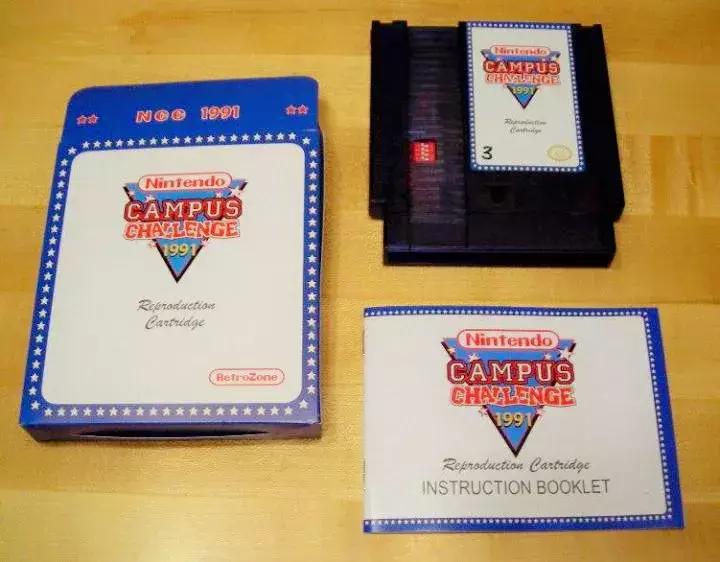 NCC 1991
Nintendo
CAMPUS
CHALLENGE
1991
Reproduction
Cartridge
RetroZone
Nintendo
CAMPUS
CHALLENGE
1991
Reproduction
Cartridge
3
Nintendo
CAMPUS
CHALLENGE
1991
Reproduction Cartridge
INSTRUCTION BOOKLET